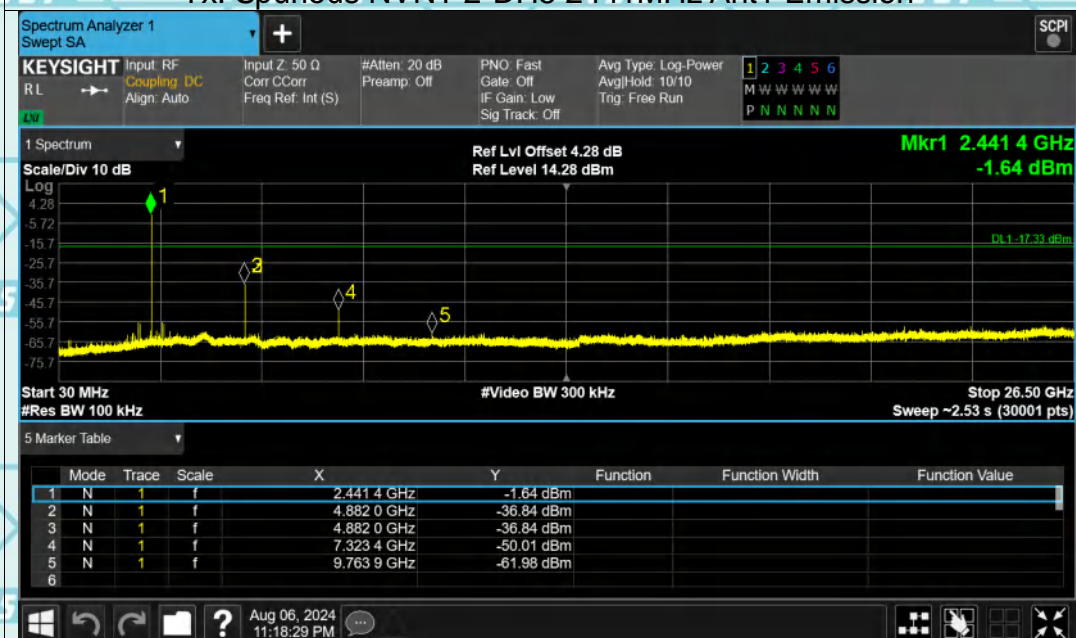 Tx. Spurious NVNT 2-DH5 2441MHz Ant1 Emission
Spectrum Analyzer 1
Swept SA
+
SCPI
KEYSIGHT Input: RF Input Z: 50 Ω #Atten: 20 dB PNO: Fast Avg Type: Log-Power 1 2 3 4 5 6
RL Coupling: DC Corr CCorr Preamp: Off Gate: Off Avg|Hold: 10/10 M W W W W W
Align: Auto Freq Ref: Int (S) IF Gain: Low Trig: Free Run
LXI Sig Track: Off P N N N N N
1 Spectrum
Ref Lvl Offset 4.28 dB Mkr1 2.441 4 GHz
Scale/Div 10 dB Ref Level 14.28 dBm -1.64 dBm
Log
4.28
-5.72
-15.7
-25.7
-35.7
-45.7
-55.7
-65.7
-75.7
1
DL1 -17.33 dBm
3
4
5
Start 30 MHz #Video BW 300 kHz Stop 26.50 GHz
#Res BW 100 kHz Sweep ~2.53 s (30001 pts)
5 Marker Table
Mode Trace Scale X Y Function Function Width Function Value
1 N 1 f 2.441 4 GHz -1.64 dBm
2 N 1 f 4.882 0 GHz -36.84 dBm
3 N 1 f 4.882 0 GHz -36.84 dBm
4 N 1 f 7.323 4 GHz -50.01 dBm
5 N 1 f 9.763 9 GHz -61.98 dBm
6
? Aug 06, 2024
11:18:29 PM